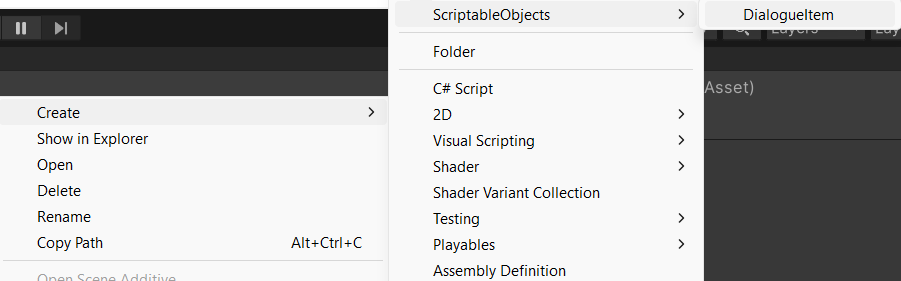 ScriptableObjects
DialogueItem
Layers
Lay
Folder
C# Script
Asset)
2D
Visual Scripting
Shader
Shader Variant Collection
Testing
Playables
Assembly Definition
Create
Show in Explorer
Open
Delete
Rename
Copy Path Alt+Ctrl+C
Open Scene Additive